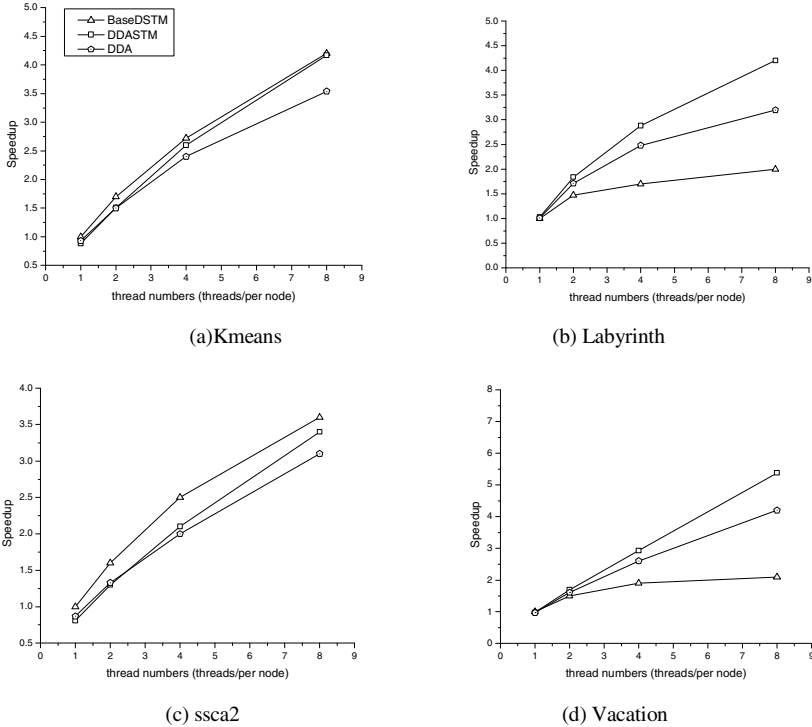 BaseDSTM
DDASTM
DDA
5.0
4.5
4.0
3.5
3.0
2.5
2.0
1.5
1.0
0.5
Speedup
0 1 2 3 4 5 6 7 8 9
thread numbers (threads/per node)
(a)Kmeans
5.0
4.5
4.0
3.5
3.0
2.5
2.0
1.5
1.0
0.5
0.0
Speedup
0 1 2 3 4 5 6 7 8 9
thread numbers (threads/per node)
(b) Labyrinth
4.0
3.5
3.0
2.5
2.0
1.5
1.0
0.5
Speedup
0 1 2 3 4 5 6 7 8 9
thread numbers (threads/per node)
(c) ssca2
8
7
6
5
4
3
2
1
0
Speedup
0 1 2 3 4 5 6 7 8 9
thread numbers (threads/per node)
(d) Vacation